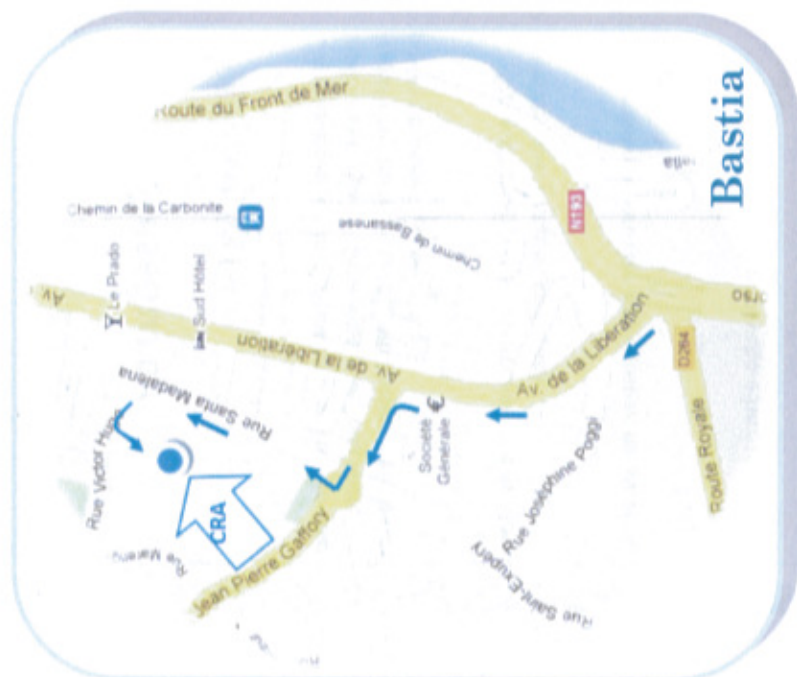 Route du Front de Mer
Chemin de la Carbonite
Chemin de Bassanese
Le Prado
Sud Hôtel
Av.
Av. de la Libération
Rue Santa Madalena
Rue Victor Hugo
CRA
Jean Pierre Gaffory
Société
Générale
Av. de la Libération
N193
D264
Route Royale
Rue Joséphine Poggi
Rue Saint-Exupéry
Bastia